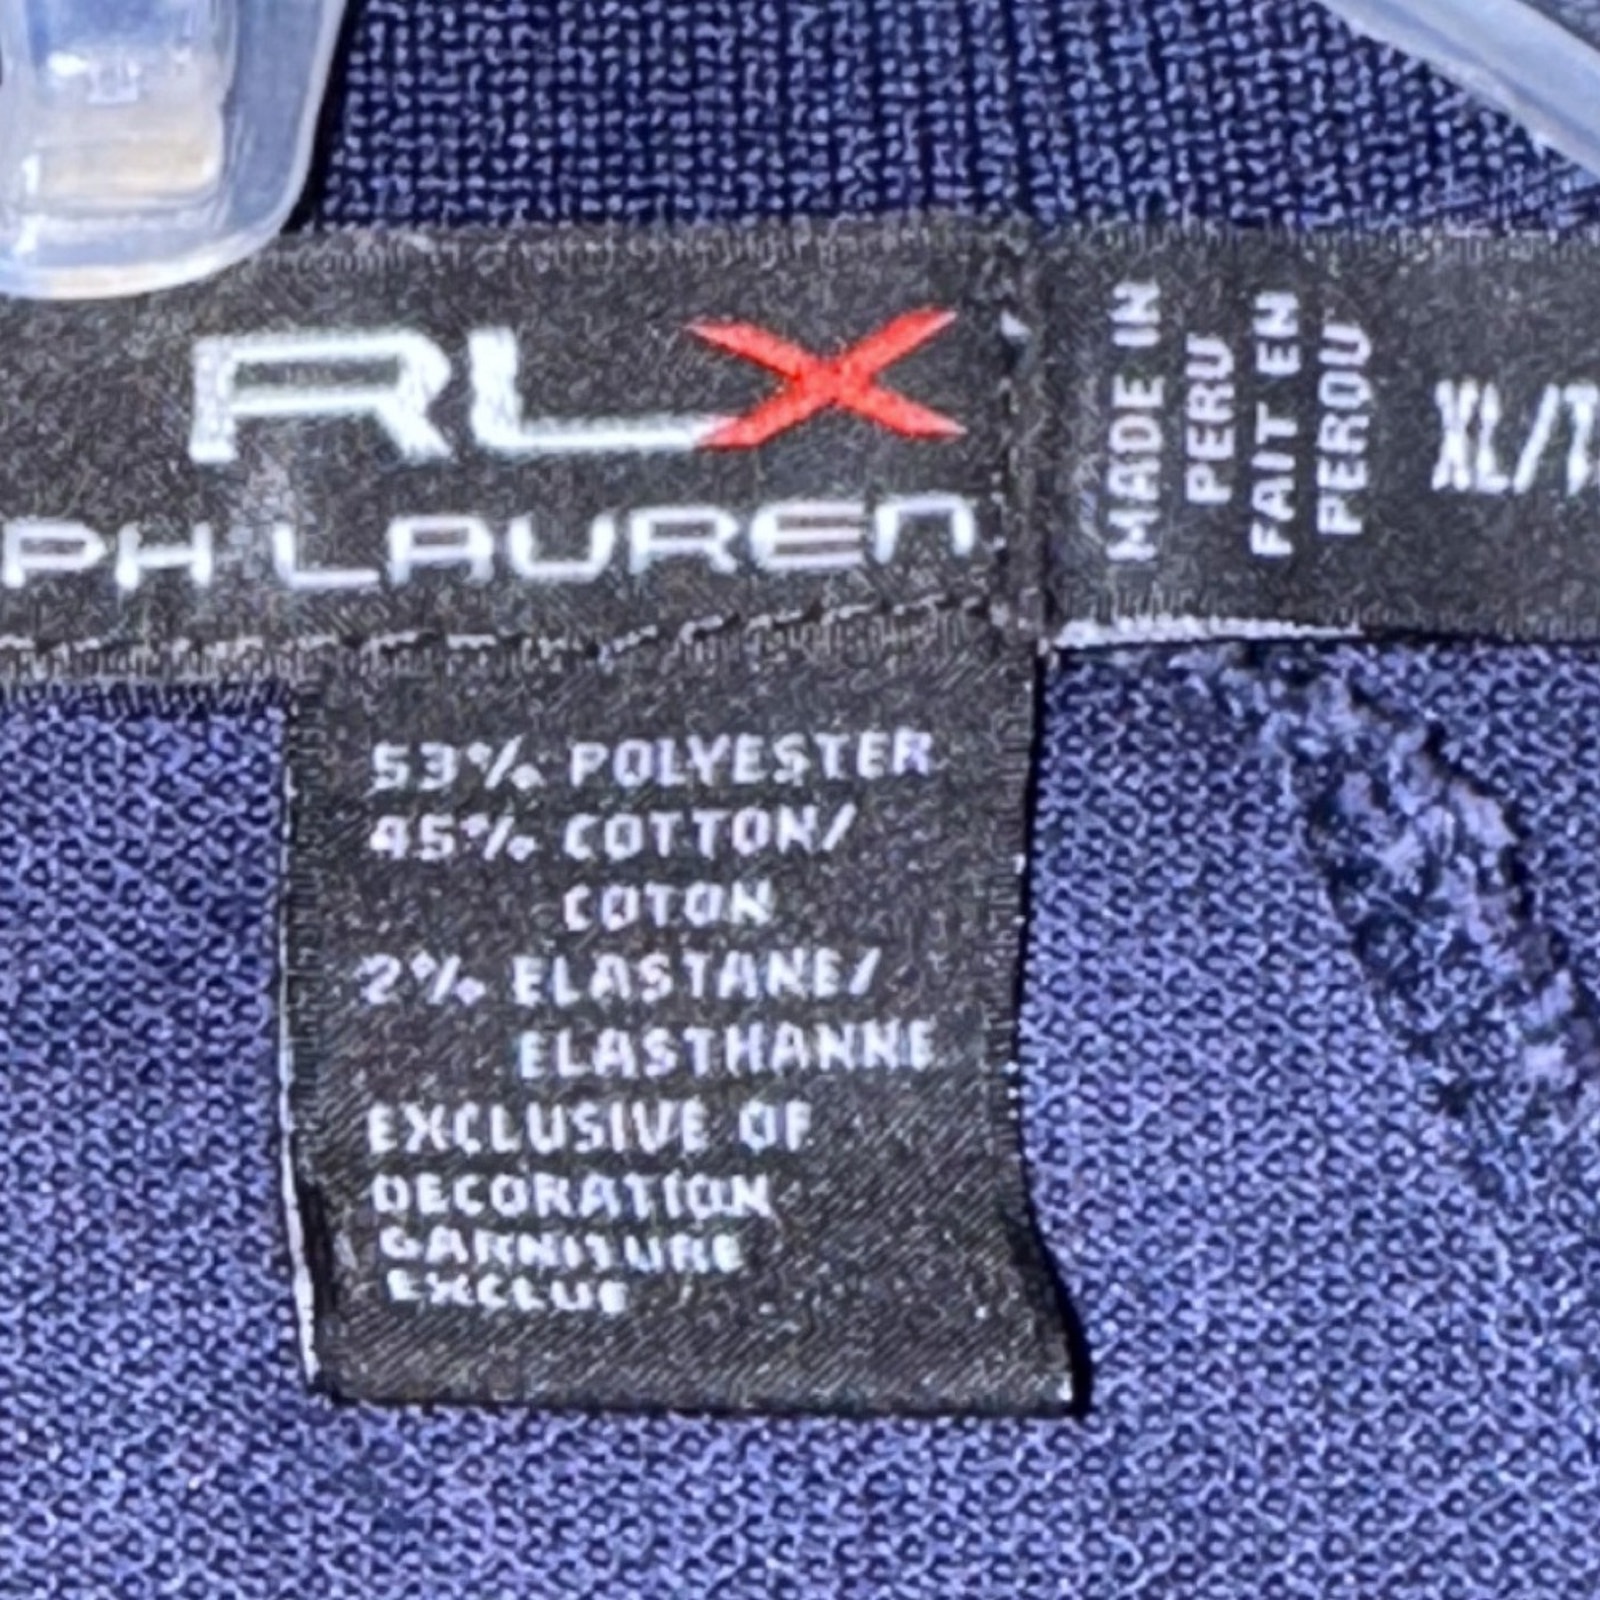 RLX
PH LAUREN
MADE IN
PERU
FAIT EN
PEROU
XL/T
53% POLYESTER
45% COTTON/
COTON
2% ELASTANE/
ELASTHANNE
EXCLUSIVE OF
DECORATION
GARNITURE
EXCLUE